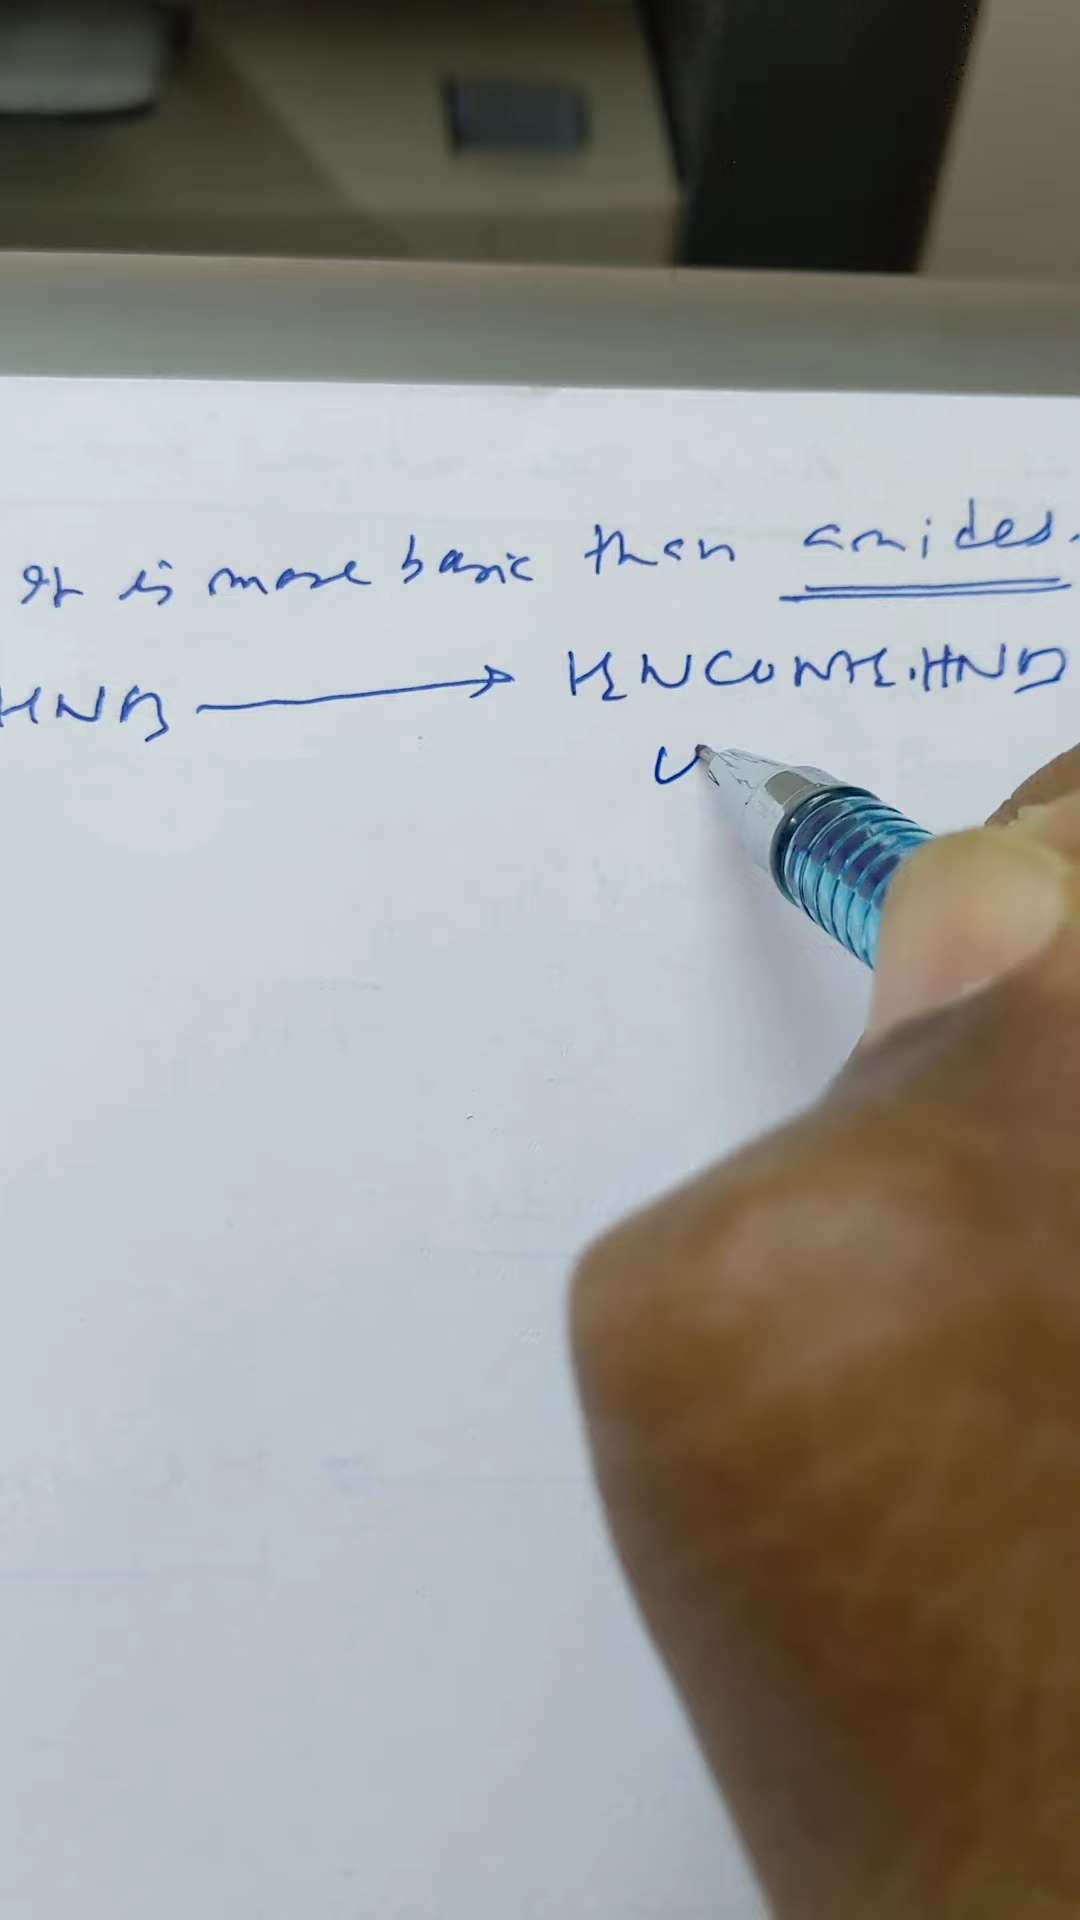 It is more basic than amides.
HNO3 ⟶ H2NCONH2.HNO3
U